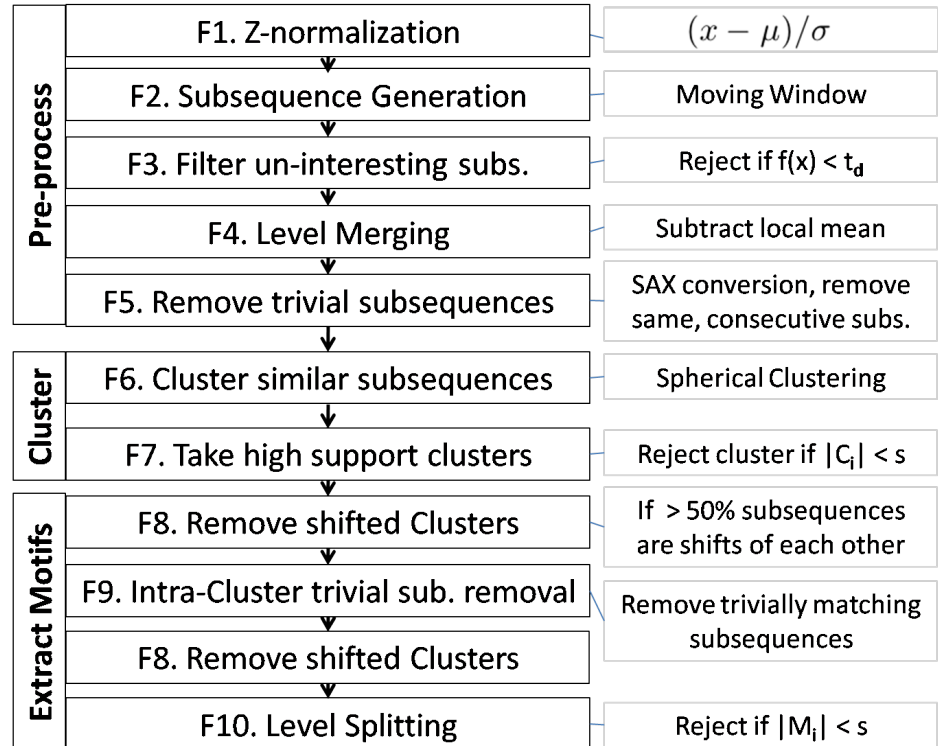 Pre-process
F1. Z-normalization
(x − μ)/σ
F2. Subsequence Generation
Moving Window
F3. Filter un-interesting subs.
Reject if f(x) < t_d
F4. Level Merging
Subtract local mean
F5. Remove trivial subsequences
SAX conversion, remove
same, consecutive subs.
Cluster
F6. Cluster similar subsequences
Spherical Clustering
F7. Take high support clusters
Reject cluster if |C_i| < s
Extract Motifs
F8. Remove shifted Clusters
If > 50% subsequences
are shifts of each other
F9. Intra-Cluster trivial sub. removal
Remove trivially matching
subsequences
F8. Remove shifted Clusters
F10. Level Splitting
Reject if |M_i| < s